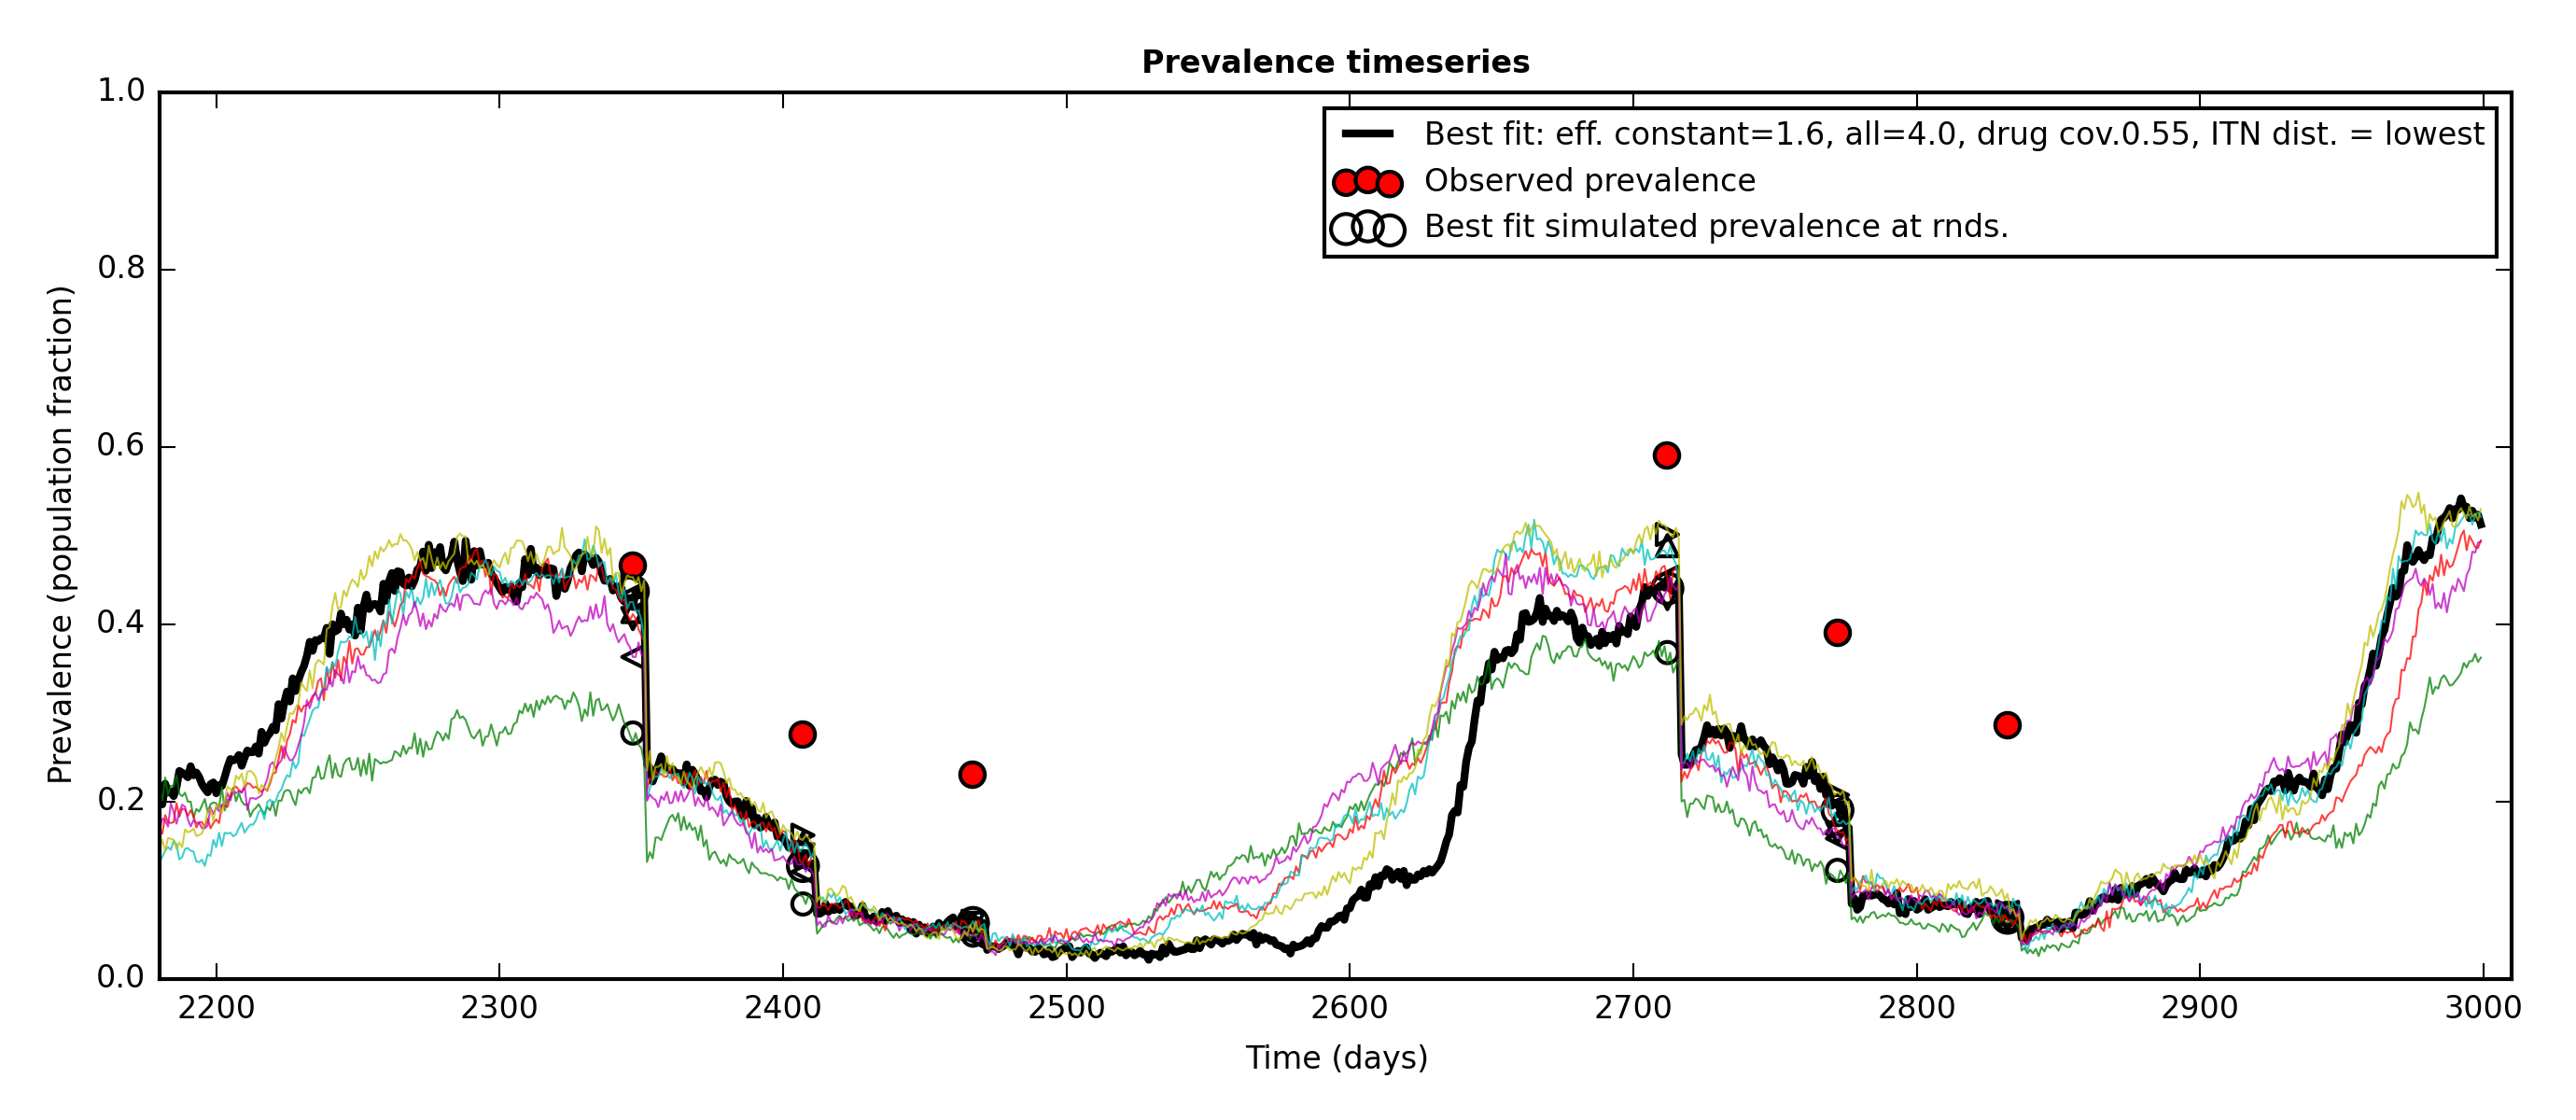 Prevalence timeseries
1.0
0.8
0.6
0.4
0.2
0.0
Prevalence (population fraction)
Best fit: eff. constant=1.6, all=4.0, drug cov.0.55, ITN dist. = lowest
Observed prevalence
Best fit simulated prevalence at rnds.
2200 2300 2400 2500 2600 2700 2800 2900 3000
Time (days)